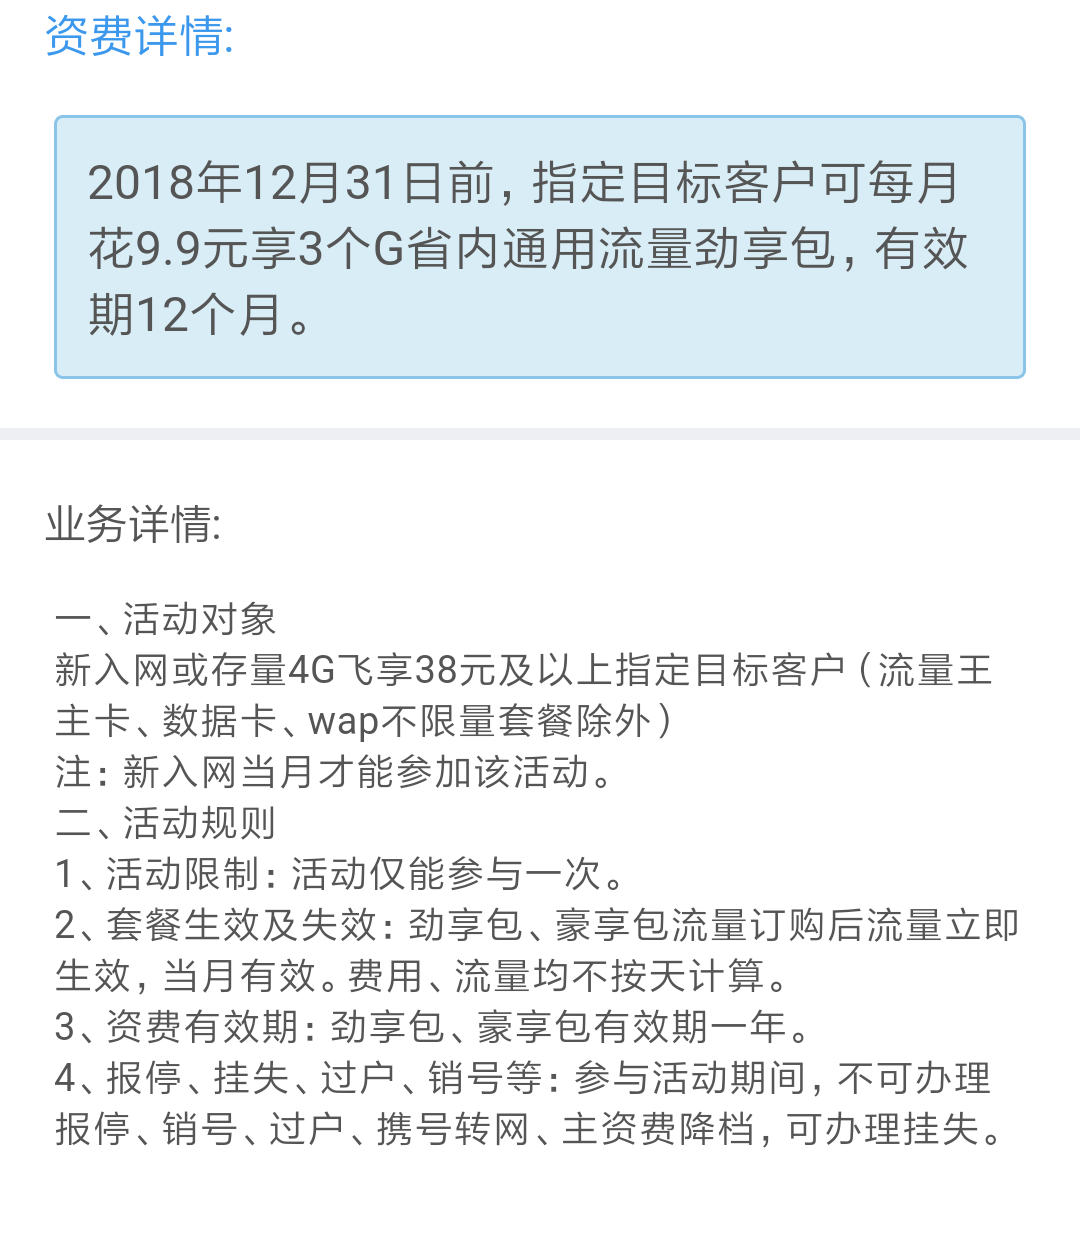 资费详情:
2018年12月31日前，指定目标客户可每月
花9.9元享3个G省内通用流量劲享包，有效
期12个月。
业务详情:
一、活动对象
新入网或存量4G飞享38元及以上指定目标客户（流量王
主卡、数据卡、wap不限量套餐除外）
注：新入网当月才能参加该活动。
二、活动规则
1、活动限制：活动仅能参与一次。
2、套餐生效及失效：劲享包、豪享包流量订购后流量立即
生效，当月有效。费用、流量均不按天计算。
3、资费有效期：劲享包、豪享包有效期一年。
4、报停、挂失、过户、销号等：参与活动期间，不可办理
报停、销号、过户、携号转网、主资费降档，可办理挂失。